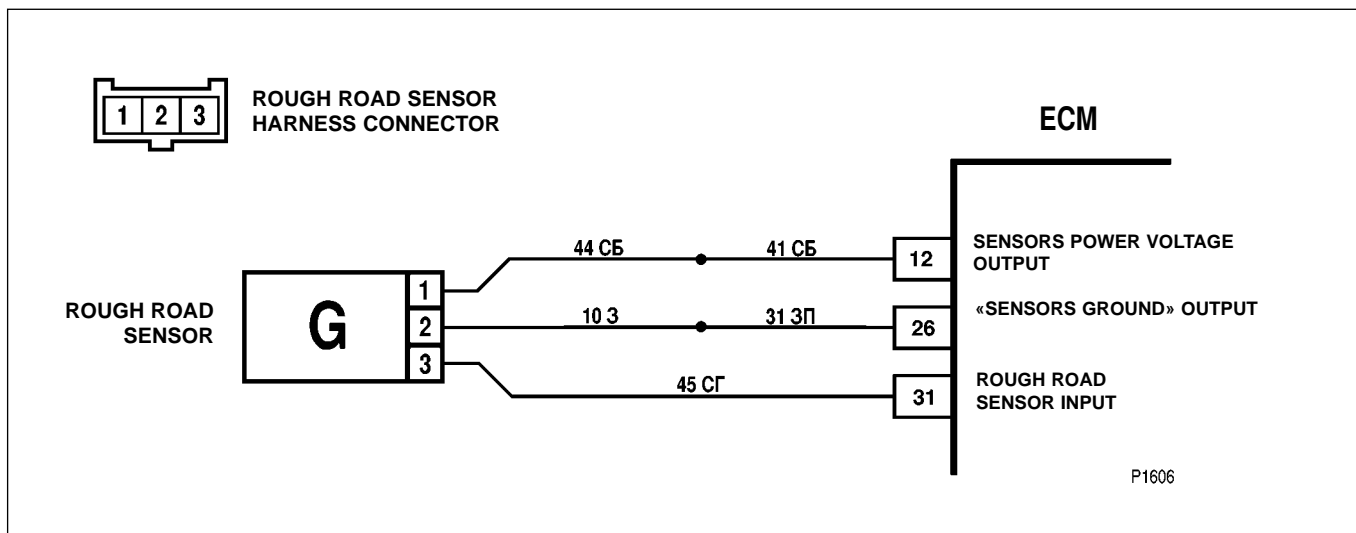 1 2 3
ROUGH ROAD SENSOR
HARNESS CONNECTOR
ECM
44 СБ
41 СБ
12
SENSORS POWER VOLTAGE
OUTPUT
ROUGH ROAD
SENSOR
G
1
2
3
10 З
31 ЗП
26
«SENSORS GROUND» OUTPUT
45 СГ
31
ROUGH ROAD
SENSOR INPUT
P1606